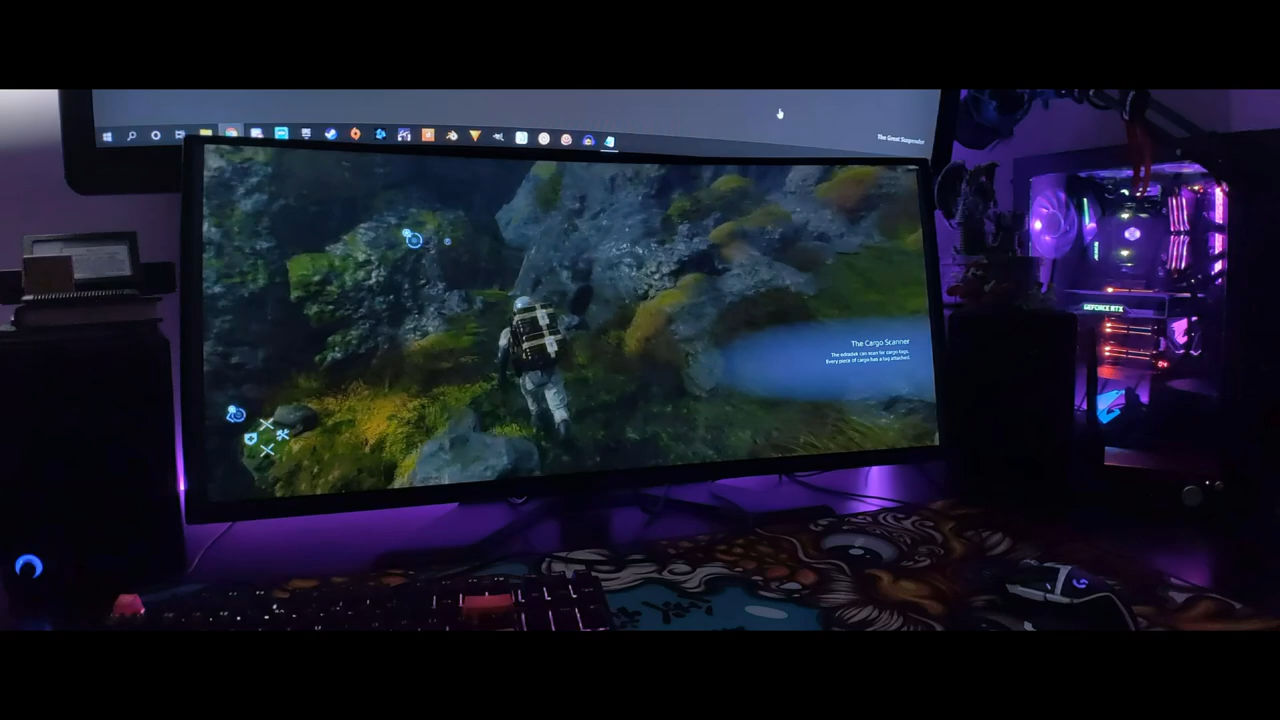 The Great Suspender
The Cargo Scanner
The odradek can scan for cargo tags.
Every piece of cargo has a tag attached.
GEFORCE RTX